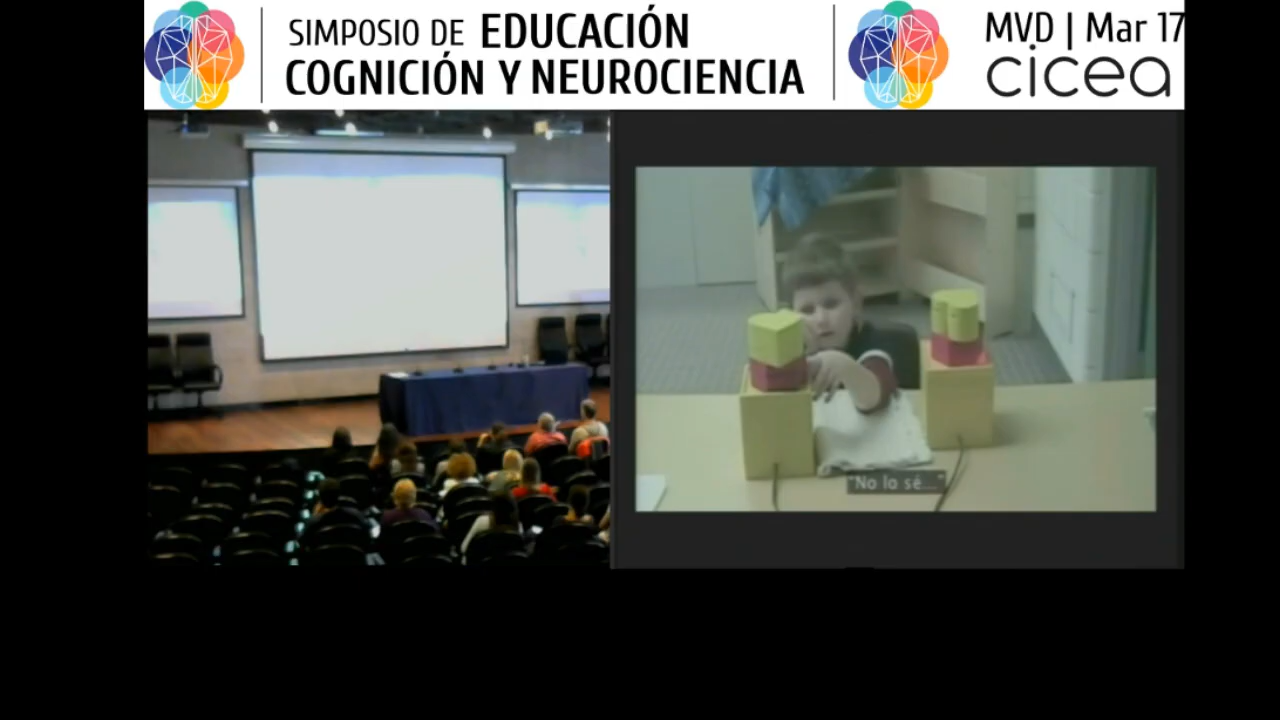 SIMPOSIO DE EDUCACIÓN
COGNICIÓN Y NEUROCIENCIA
MVD | Mar 17
cicea
"No lo sé..."